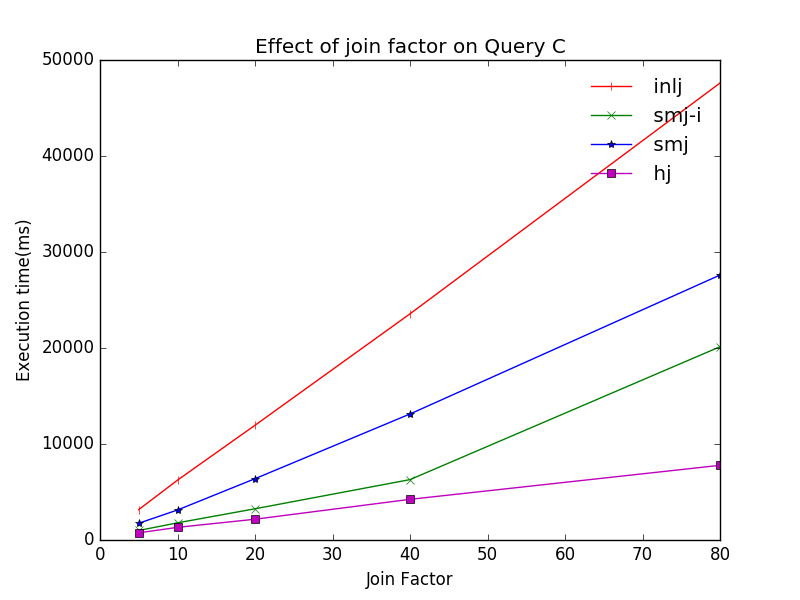 Effect of join factor on Query C
50000
40000
30000
20000
10000
0
Execution time(ms)
inlj
smj-i
smj
hj
0 10 20 30 40 50 60 70 80
Join Factor